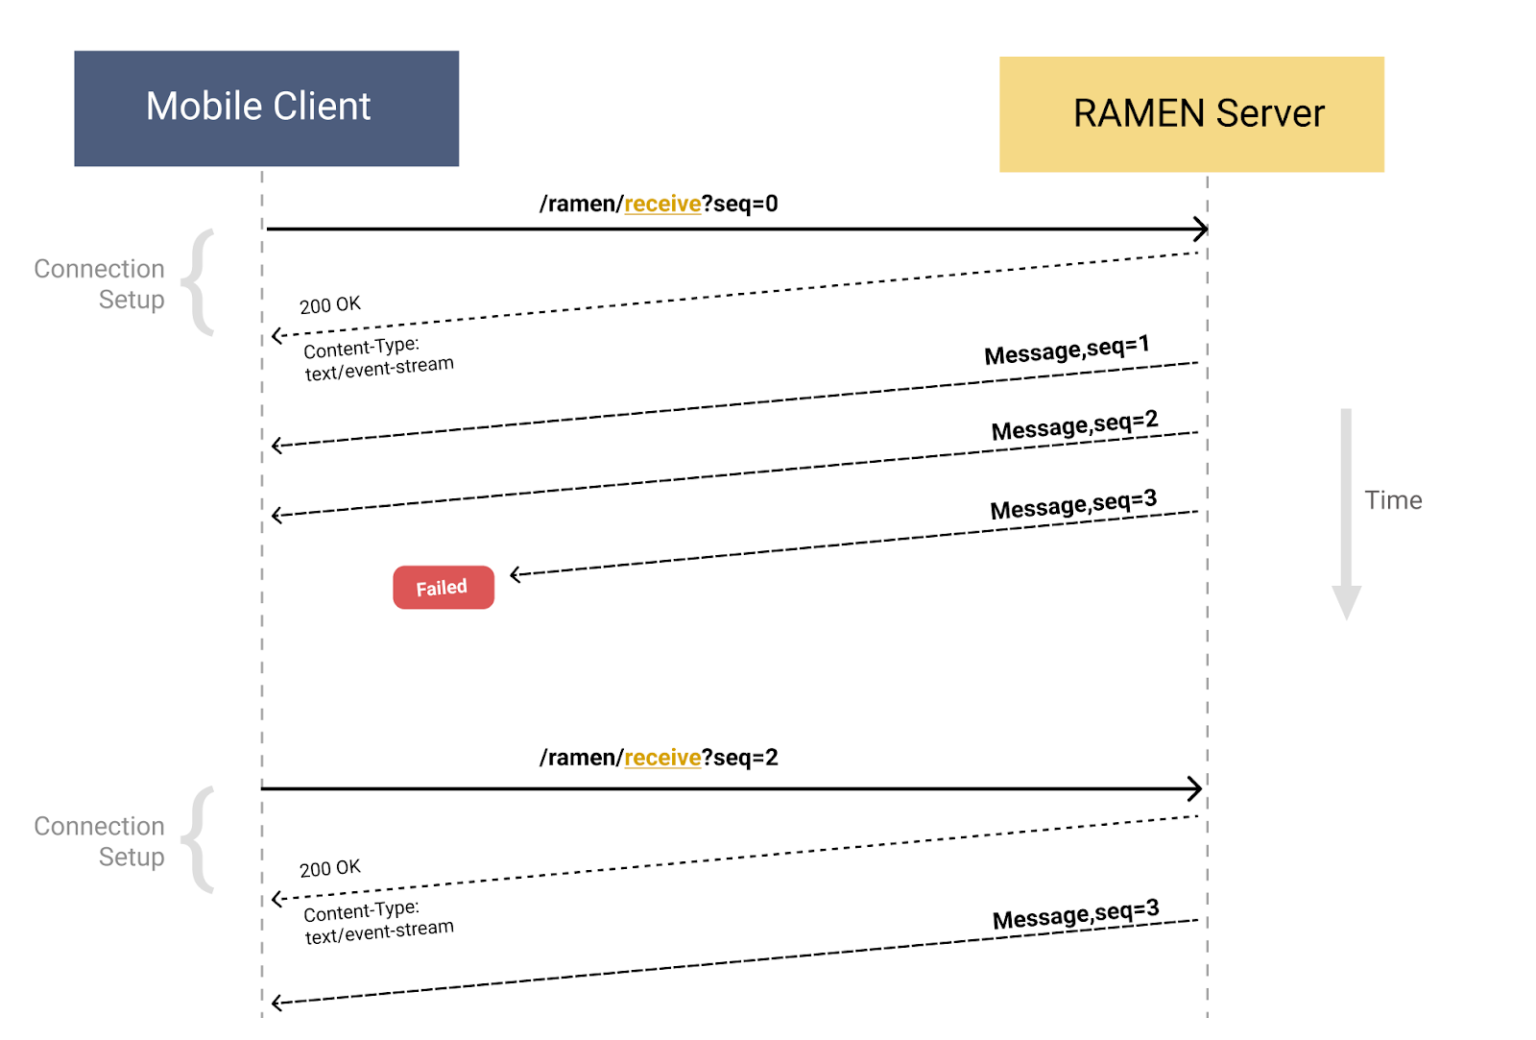 Mobile Client
RAMEN Server
/ramen/receive?seq=0
Connection
Setup
200 OK
Content-Type:
text/event-stream
Message,seq=1
Message,seq=2
Message,seq=3
Time
Failed
/ramen/receive?seq=2
Connection
Setup
200 OK
Content-Type:
text/event-stream
Message,seq=3